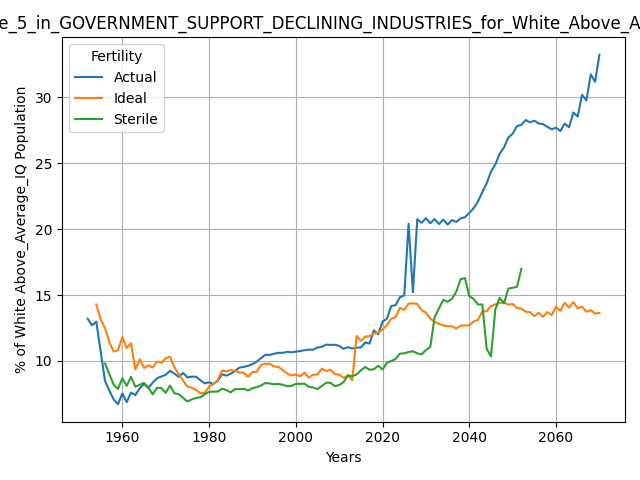 e_5_in_GOVERNMENT_SUPPORT_DECLINING_INDUSTRIES_for_White_Above_A
Fertility
Actual
Ideal
Sterile
% of White Above_Average_IQ Population
30
25
20
15
10
1960
1980
2000
2020
2040
2060
Years